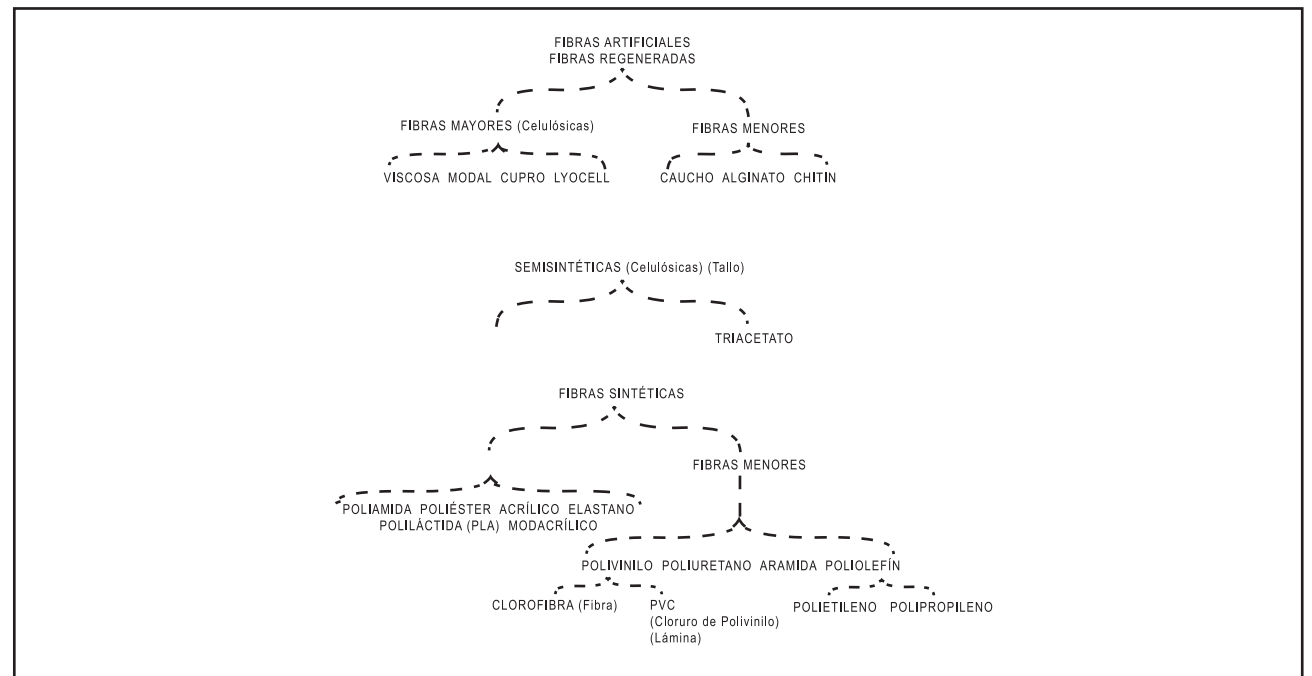 FIBRAS ARTIFICIALES
FIBRAS REGENERADAS
FIBRAS MAYORES (Celulósicas)
FIBRAS MENORES
VISCOSA MODAL CUPRO LYOCELL
CAUCHO ALGINATO CHITIN
SEMISINTÉTICAS (Celulósicas) (Tallo)
TRIACETATO
FIBRAS SINTÉTICAS
FIBRAS MENORES
POLIAMIDA POLIÉSTER ACRÍLICO ELASTANO
POLILÁCTIDA (PLA) MODACRÍLICO
POLIVINILO POLIURETANO ARAMIDA POLIOLEFÍN
CLOROFIBRA (Fibra)
PVC
(Cloruro de Polivinilo)
(Lámina)
POLIETILENO POLIPROPILENO